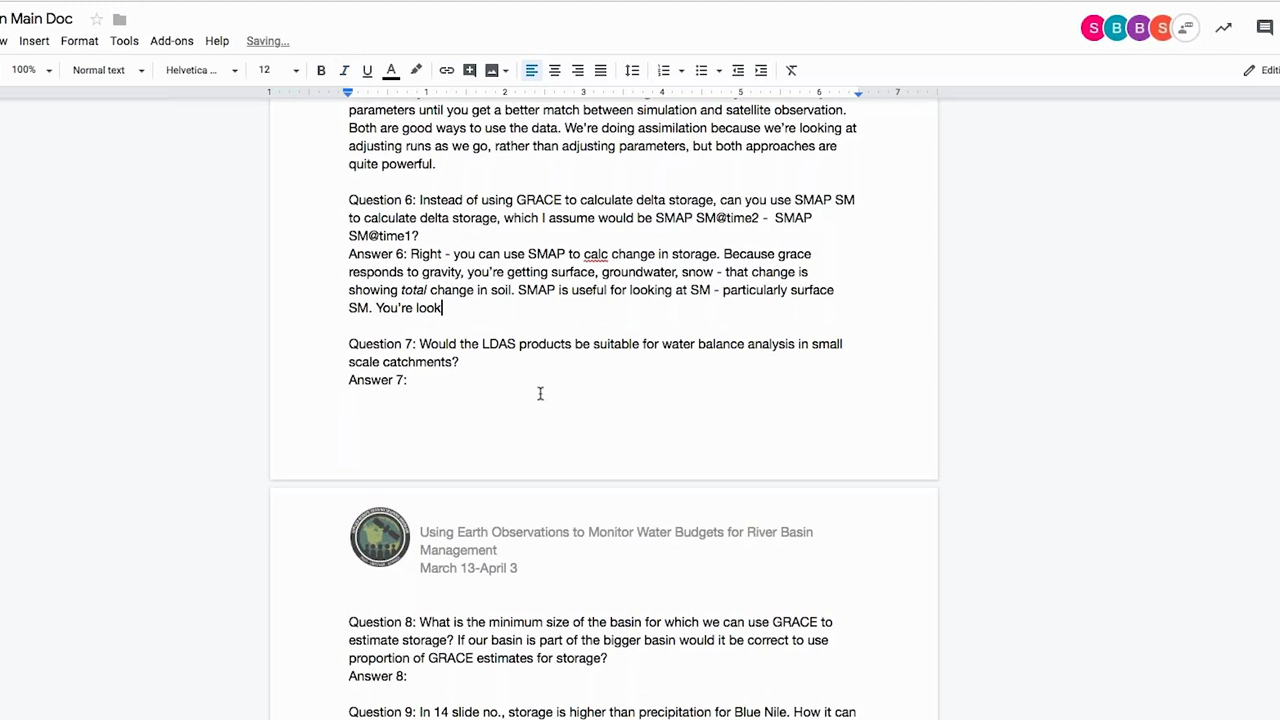 n Main Doc
w Insert Format Tools Add-ons Help Saving...
S B B S
100% Normal text Helvetica ... 12 B I U A Editi
1 1 2 3 4 5 6 7
parameters until you get a better match between simulation and satellite observation.
Both are good ways to use the data. We're doing assimilation because we're looking at
adjusting runs as we go, rather than adjusting parameters, but both approaches are
quite powerful.
Question 6: Instead of using GRACE to calculate delta storage, can you use SMAP SM
to calculate delta storage, which I assume would be SMAP SM@time2 - SMAP
SM@time1?
Answer 6: Right - you can use SMAP to calc change in storage. Because grace
responds to gravity, you're getting surface, groundwater, snow - that change is
showing total change in soil. SMAP is useful for looking at SM - particularly surface
SM. You're look
Question 7: Would the LDAS products be suitable for water balance analysis in small
scale catchments?
Answer 7:
Using Earth Observations to Monitor Water Budgets for River Basin
Management
March 13-April 3
Question 8: What is the minimum size of the basin for which we can use GRACE to
estimate storage? If our basin is part of the bigger basin would it be correct to use
proportion of GRACE estimates for storage?
Answer 8:
Question 9: In 14 slide no., storage is higher than precipitation for Blue Nile. How it can